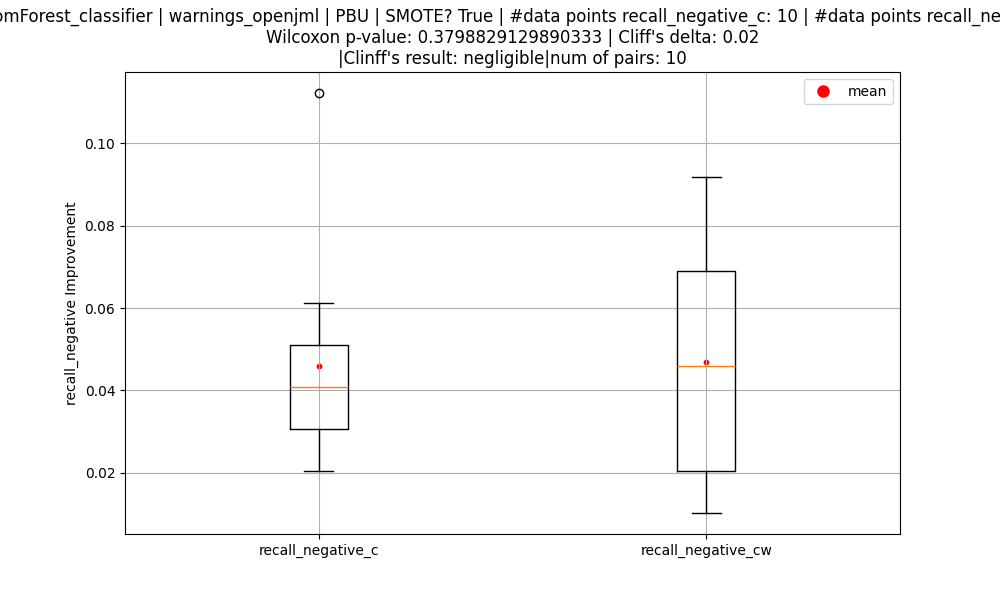 | warnings_openjml | PBU | SMOTE? True | #data points recall_negative_c: 10 | #data points
Wilcoxon p-value: 0.3798829129890333 | Cliff's delta: 0.02
|Clinff's result: negligible|num of pairs: 10
mean
0.10
0.08
0.06
0.04
0.02
recall_negative Improvement
recall_negative_c
recall_negative_cw